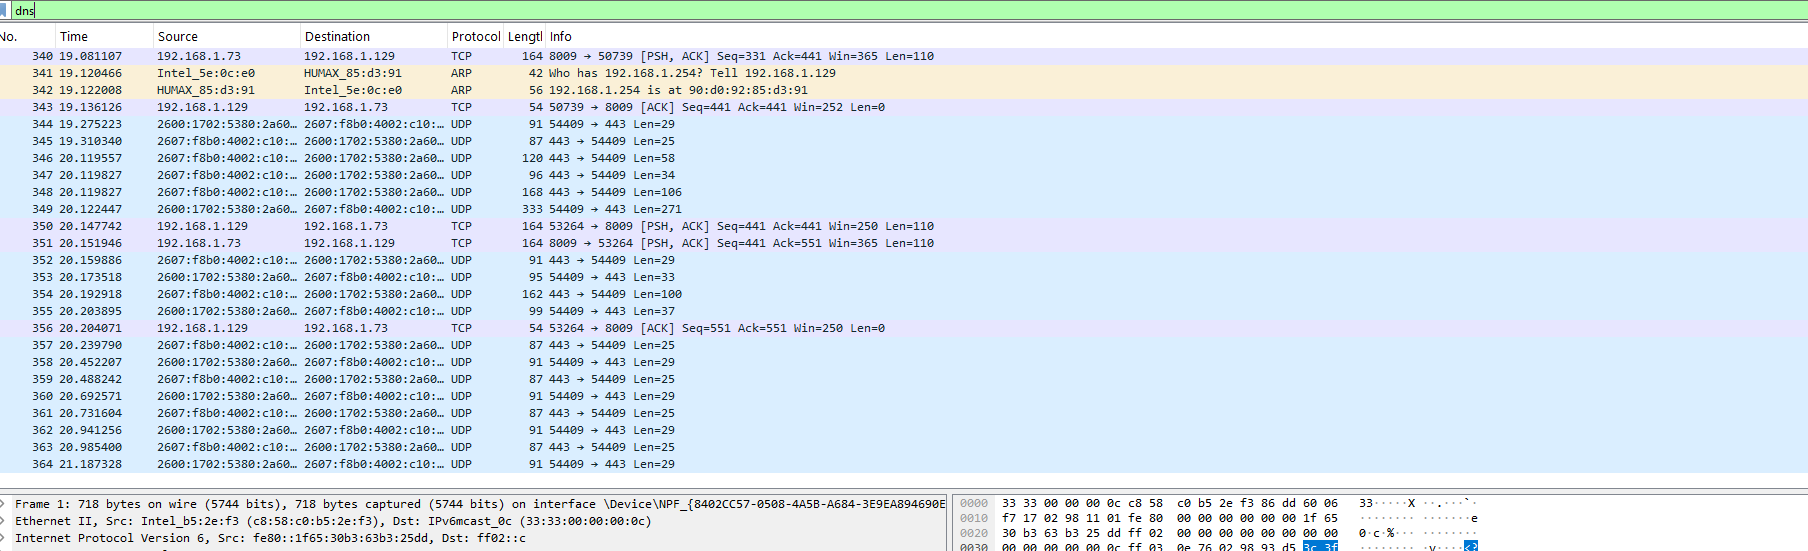 dns
No. Time Source Destination Protocol Lengtl Info
340 19.081107 192.168.1.73 192.168.1.129 TCP 164 8009 → 50739 [PSH, ACK] Seq=331 Ack=441 Win=365 Len=110
341 19.120466 Intel_5e:0c:e0 HUMAX_85:d3:91 ARP 42 Who has 192.168.1.254? Tell 192.168.1.129
342 19.122008 HUMAX_85:d3:91 Intel_5e:0c:e0 ARP 56 192.168.1.254 is at 90:d0:92:85:d3:91
343 19.136126 192.168.1.129 192.168.1.73 TCP 54 50739 → 8009 [ACK] Seq=441 Ack=441 Win=252 Len=0
344 19.275223 2600:1702:5380:2a60… 2607:f8b0:4002:c10:… UDP 91 54409 → 443 Len=29
345 19.310340 2607:f8b0:4002:c10:… 2600:1702:5380:2a60… UDP 87 443 → 54409 Len=25
346 20.119557 2607:f8b0:4002:c10:… 2600:1702:5380:2a60… UDP 120 443 → 54409 Len=58
347 20.119827 2607:f8b0:4002:c10:… 2600:1702:5380:2a60… UDP 96 443 → 54409 Len=34
348 20.119827 2607:f8b0:4002:c10:… 2600:1702:5380:2a60… UDP 168 443 → 54409 Len=106
349 20.122447 2600:1702:5380:2a60… 2607:f8b0:4002:c10:… UDP 333 54409 → 443 Len=271
350 20.147742 192.168.1.129 192.168.1.73 TCP 164 53264 → 8009 [PSH, ACK] Seq=441 Ack=441 Win=250 Len=110
351 20.151946 192.168.1.73 192.168.1.129 TCP 164 8009 → 53264 [PSH, ACK] Seq=441 Ack=551 Win=365 Len=110
352 20.159886 2607:f8b0:4002:c10:… 2600:1702:5380:2a60… UDP 91 443 → 54409 Len=29
353 20.173518 2600:1702:5380:2a60… 2607:f8b0:4002:c10:… UDP 95 54409 → 443 Len=33
354 20.192918 2607:f8b0:4002:c10:… 2600:1702:5380:2a60… UDP 162 443 → 54409 Len=100
355 20.203895 2600:1702:5380:2a60… 2607:f8b0:4002:c10:… UDP 99 54409 → 443 Len=37
356 20.204071 192.168.1.129 192.168.1.73 TCP 54 53264 → 8009 [ACK] Seq=551 Ack=551 Win=250 Len=0
357 20.239790 2607:f8b0:4002:c10:… 2600:1702:5380:2a60… UDP 87 443 → 54409 Len=25
358 20.452207 2600:1702:5380:2a60… 2607:f8b0:4002:c10:… UDP 91 54409 → 443 Len=29
359 20.488242 2607:f8b0:4002:c10:… 2600:1702:5380:2a60… UDP 87 443 → 54409 Len=25
360 20.692571 2600:1702:5380:2a60… 2607:f8b0:4002:c10:… UDP 91 54409 → 443 Len=29
361 20.731604 2607:f8b0:4002:c10:… 2600:1702:5380:2a60… UDP 87 443 → 54409 Len=25
362 20.941256 2600:1702:5380:2a60… 2607:f8b0:4002:c10:… UDP 91 54409 → 443 Len=29
363 20.985400 2607:f8b0:4002:c10:… 2600:1702:5380:2a60… UDP 87 443 → 54409 Len=25
364 21.187328 2600:1702:5380:2a60… 2607:f8b0:4002:c10:… UDP 91 54409 → 443 Len=29
Frame 1: 718 bytes on wire (5744 bits), 718 bytes captured (5744 bits) on interface \Device\NPF_{8402CC57-0508-4A5B-A684-3E9EA894690E
Ethernet II, Src: Intel_b5:2e:f3 (c8:58:c0:b5:2e:f3), Dst: IPv6mcast_0c (33:33:00:00:00:0c)
Internet Protocol Version 6, Src: fe80::1f65:30b3:63b3:25dd, Dst: ff02::c
0000 33 33 00 00 00 0c c8 58 c0 b5 2e f3 86 dd 60 06 33·····X ··.···`·
0010 f7 17 02 98 11 01 fe 80 00 00 00 00 00 00 1f 65 ········ ·······e
0020 30 b3 63 b3 25 dd ff 02 00 00 00 00 00 00 00 00 0·c·%··· ········
0030 00 00 00 00 00 0c ff 03 0e 76 02 98 93 d5 3c 3f ········ ·v····<?